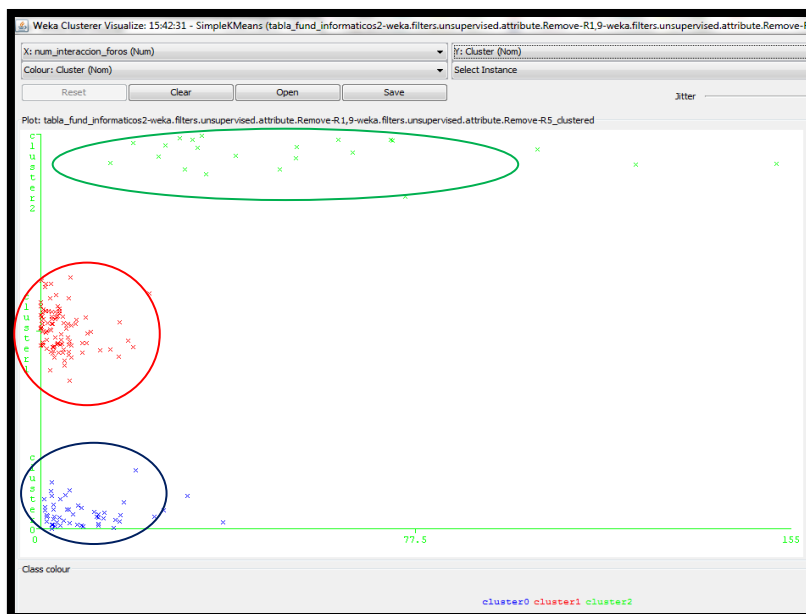 Weka Clusterer Visualize: 15:42:31 - SimpleKMeans (tabla_fund_informaticos2-weka.filters.unsupervised.attribute.Remove-R1,9-weka.filters.unsupervised.attribute.Remove-R
X: num_interaccion_foros (Num)
Y: Cluster (Nom)
Colour: Cluster (Nom)
Select Instance
Reset
Clear
Open
Save
Jitter
Plot: tabla_fund_informaticos2-weka.filters.unsupervised.attribute.Remove-R1,9-weka.filters.unsupervised.attribute.Remove-R5_clustered
cluster2
cluster1
cluster0
0
77.5
155
Class colour
cluster0 cluster1 cluster2